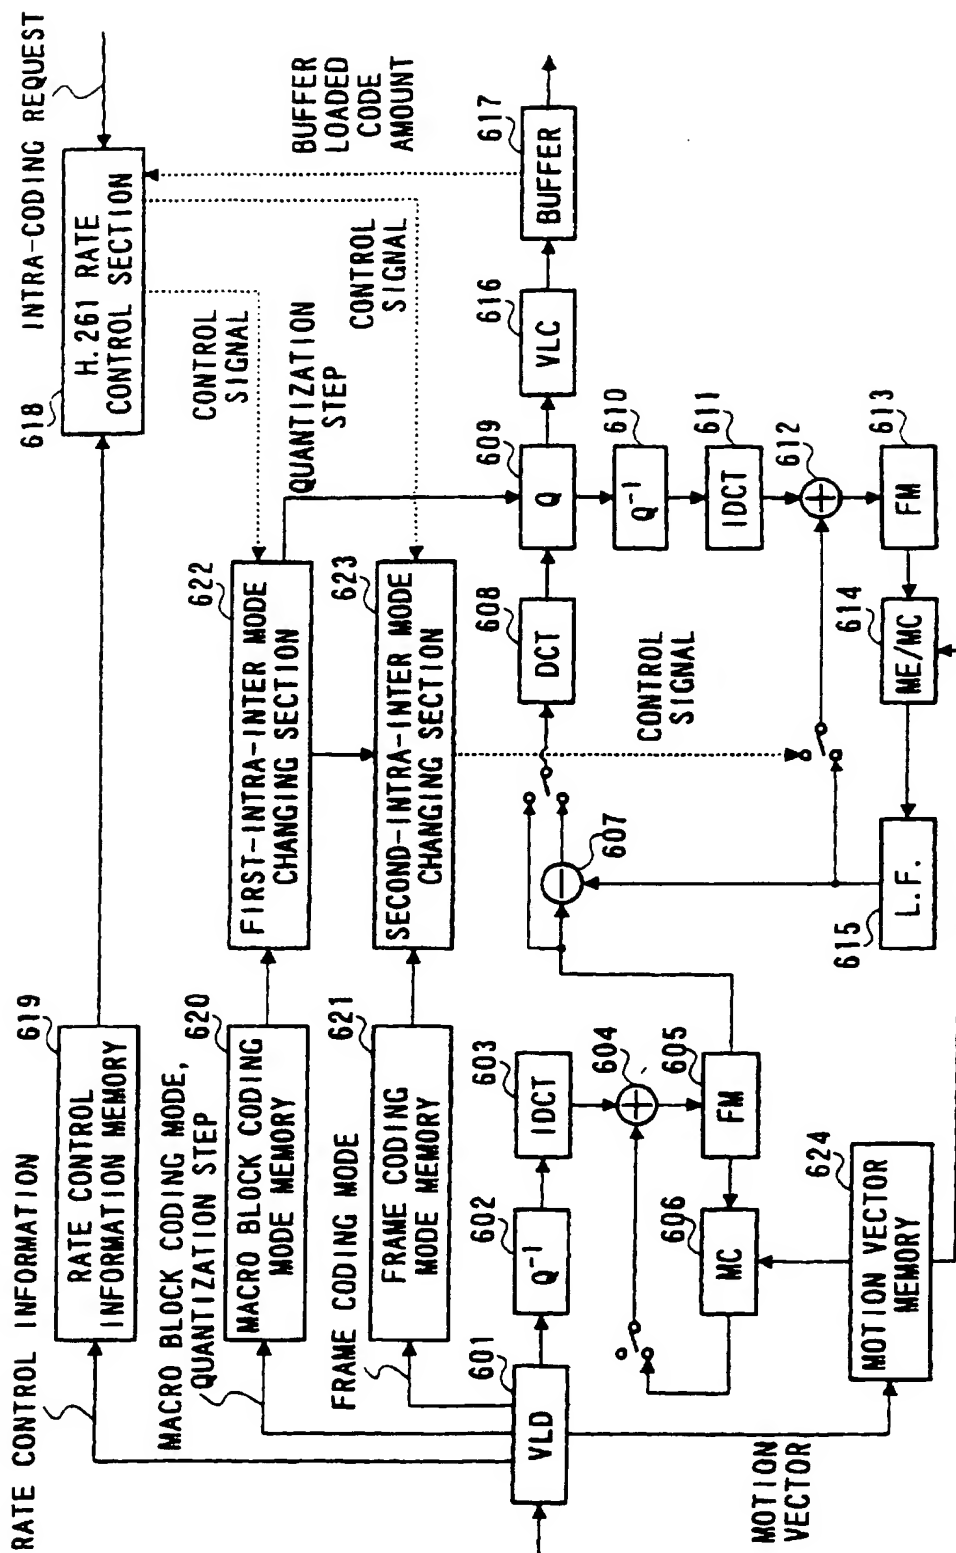 RATE CONTROL INFORMATION
INTRA-CODING REQUEST
619
RATE CONTROL
INFORMATION MEMORY
618
H.261 RATE
CONTROL SECTION
MACRO BLOCK CODING MODE,
QUANTIZATION STEP
620
MACRO BLOCK CODING
MODE MEMORY
622
FIRST-INTRA-INTER MODE
CHANGING SECTION
CONTROL
SIGNAL
QUANTIZATION
STEP
BUFFER
LOADED
CODE
AMOUNT
FRAME CODING MODE
621
FRAME CODING
MODE MEMORY
623
SECOND-INTRA-INTER MODE
CHANGING SECTION
CONTROL
SIGNAL
601
VLD
602
Q-1
603
IDCT
604
+
605
FM
606
MC
607
−
608
DCT
609
Q
616
VLC
617
BUFFER
CONTROL
SIGNAL
610
Q-1
611
IDCT
612
+
613
FM
614
ME/MC
615
L.F.
624
MOTION VECTOR
MEMORY
MOTION
VECTOR